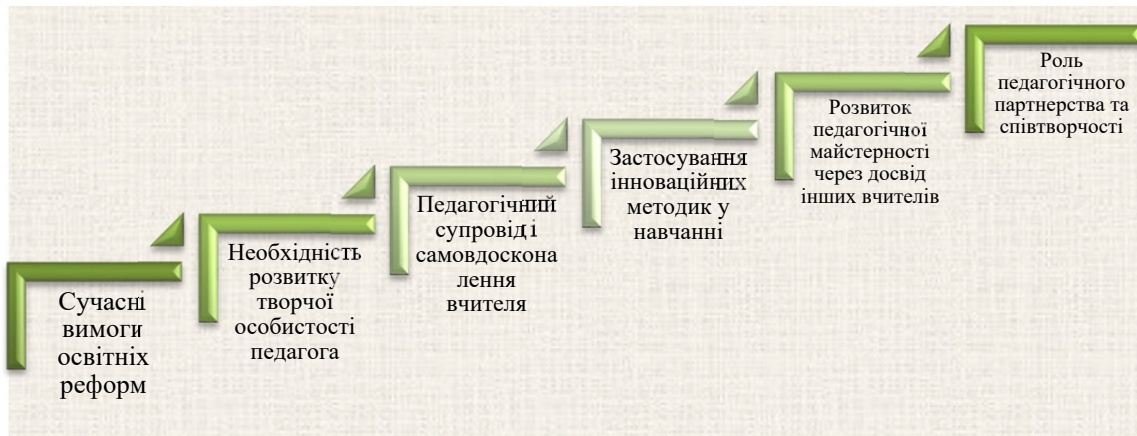 Сучасні
вимоги
освітніх
реформ
Необхідність
розвитку
творчої
особистості
педагога
Педагогічний
супровід і
самовдоскона
лення
вчителя
Застосування
інноваційних
методик у
навчанні
Розвиток
педагогічної
майстерності
через досвід
інших вчителів
Роль
педагогічного
партнерства та
співтворчості